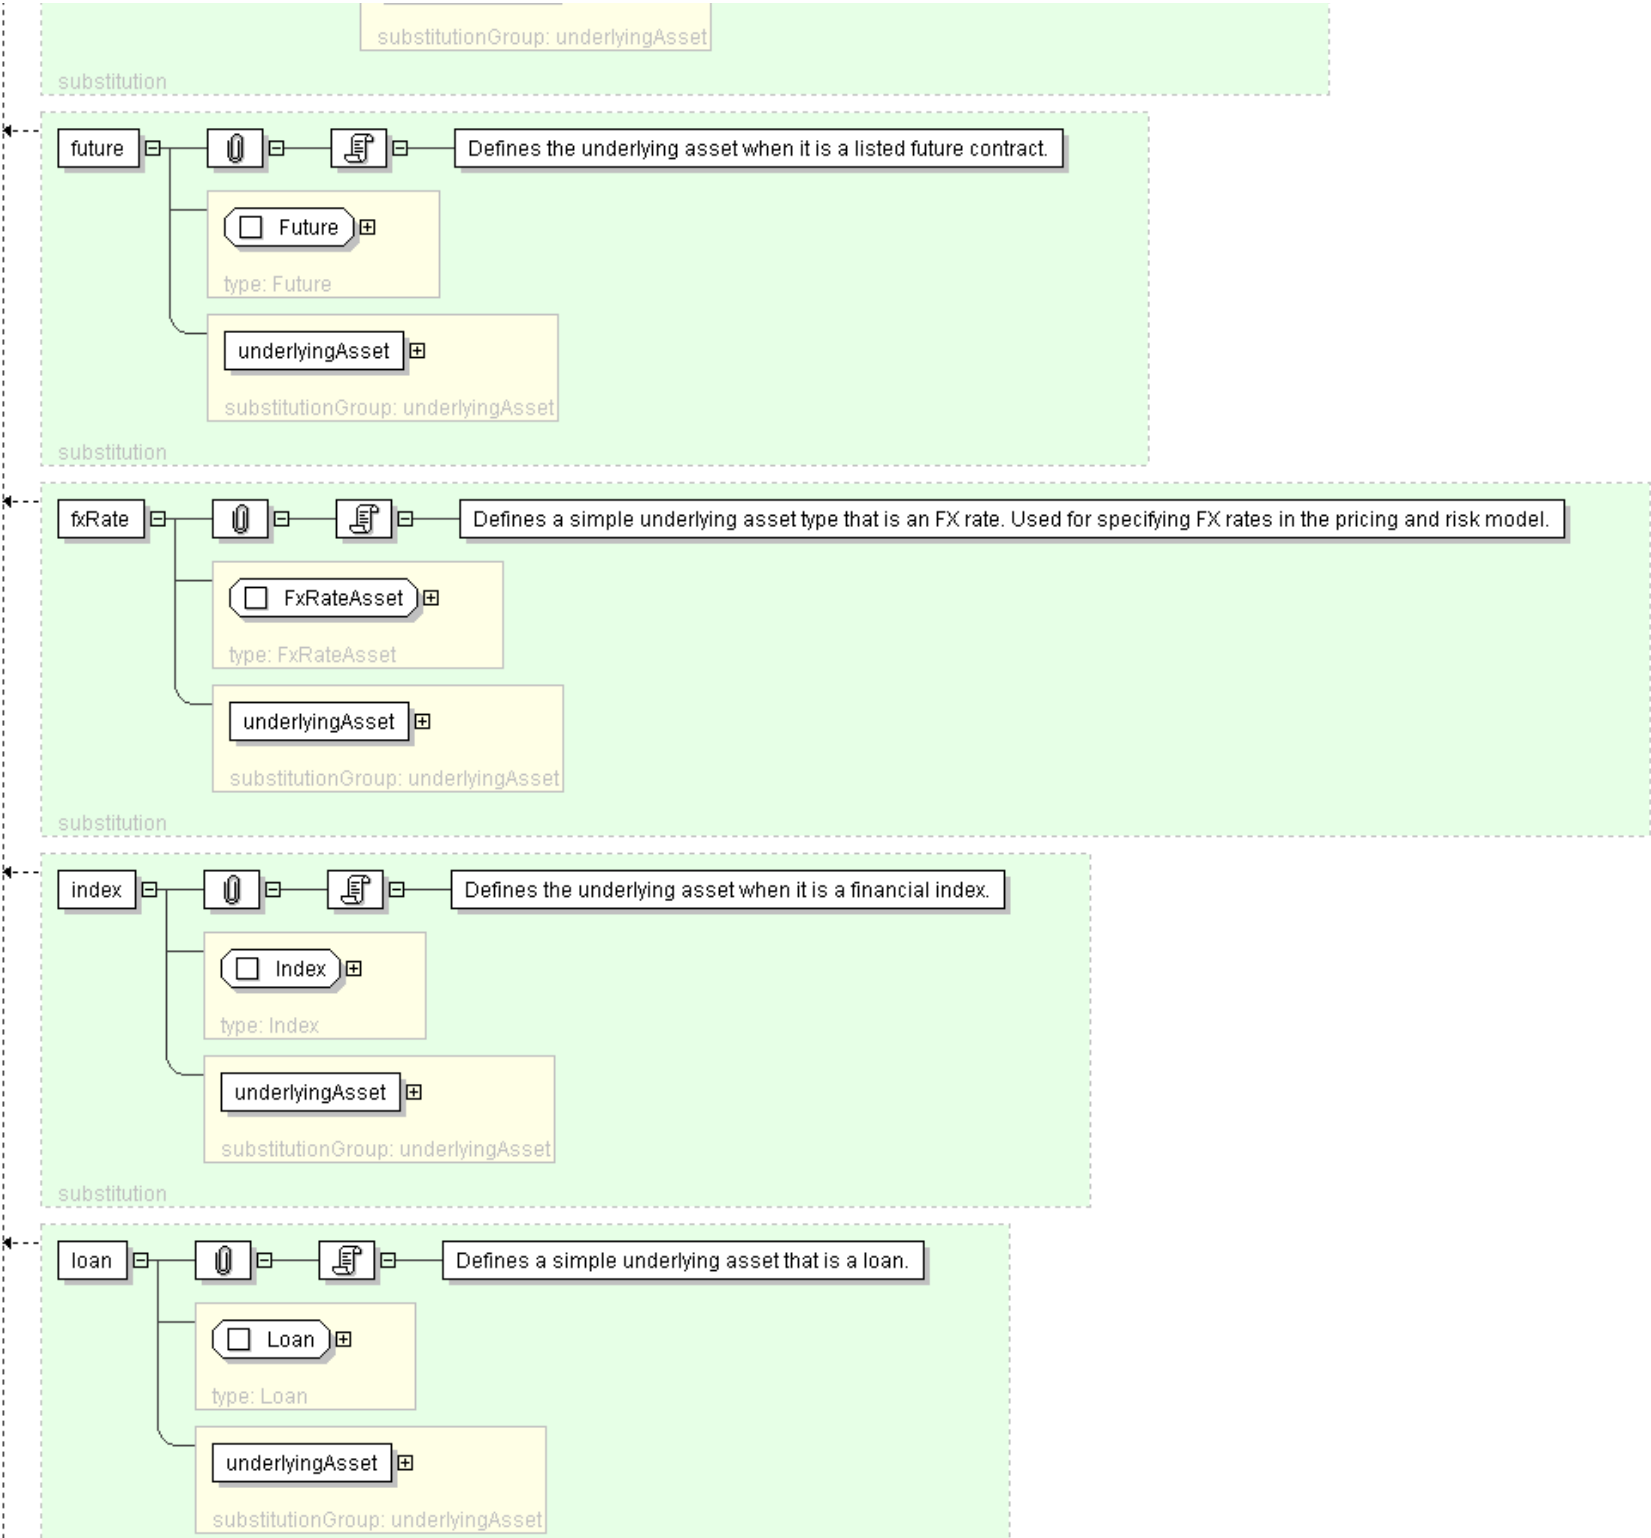 substitutionGroup: underlyingAsset
substitution
future
Defines the underlying asset when it is a listed future contract.
Future
type: Future
underlyingAsset
substitutionGroup: underlyingAsset
substitution
fxRate
Defines a simple underlying asset type that is an FX rate. Used for specifying FX rates in the pricing and risk model.
FxRateAsset
type: FxRateAsset
underlyingAsset
substitutionGroup: underlyingAsset
substitution
index
Defines the underlying asset when it is a financial index.
Index
type: Index
underlyingAsset
substitutionGroup: underlyingAsset
substitution
loan
Defines a simple underlying asset that is a loan.
Loan
type: Loan
underlyingAsset
substitutionGroup: underlyingAsset